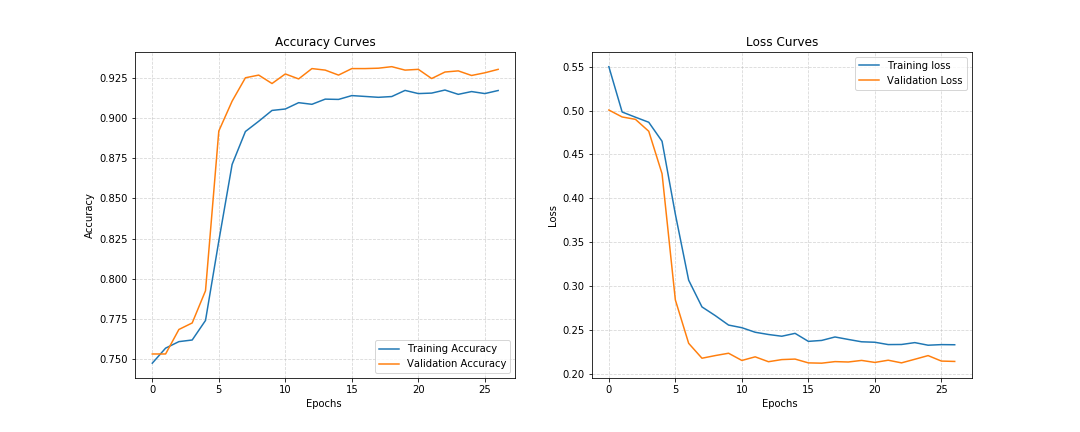 Accuracy Curves
0.925
0.900
0.875
0.850
0.825
0.800
0.775
0.750
Accuracy
0 5 10 15 20 25
Epochs
Training Accuracy
Validation Accuracy
Loss Curves
0.55
0.50
0.45
0.40
0.35
0.30
0.25
0.20
Loss
0 5 10 15 20 25
Epochs
Training loss
Validation Loss